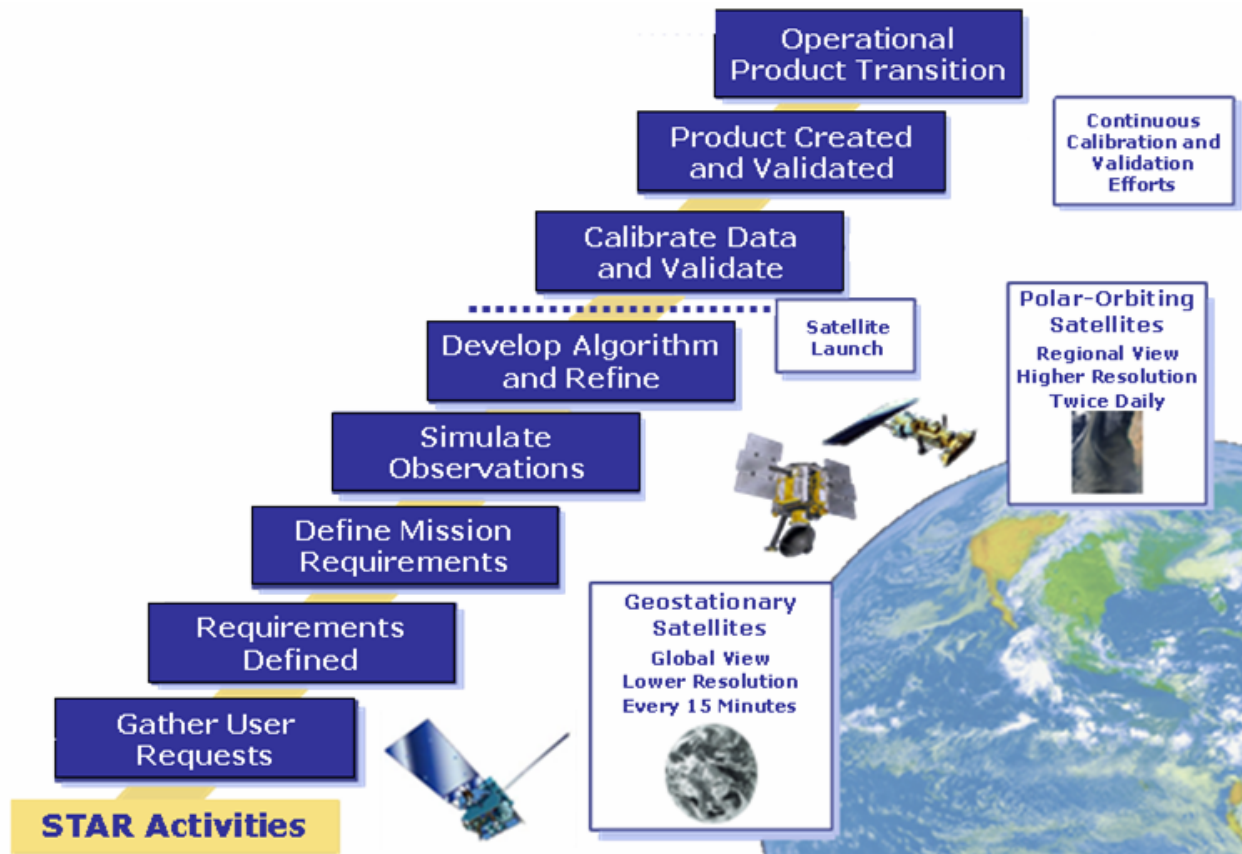 Operational
Product Transition
Product Created
and Validated
Continuous
Calibration and
Validation
Efforts
Calibrate Data
and Validate
Polar-Orbiting
Satellites
Regional View
Higher Resolution
Twice Daily
Satellite
Launch
Develop Algorithm
and Refine
Simulate
Observations
Define Mission
Requirements
Geostationary
Satellites
Global View
Lower Resolution
Every 15 Minutes
Requirements
Defined
Gather User
Requests
STAR Activities